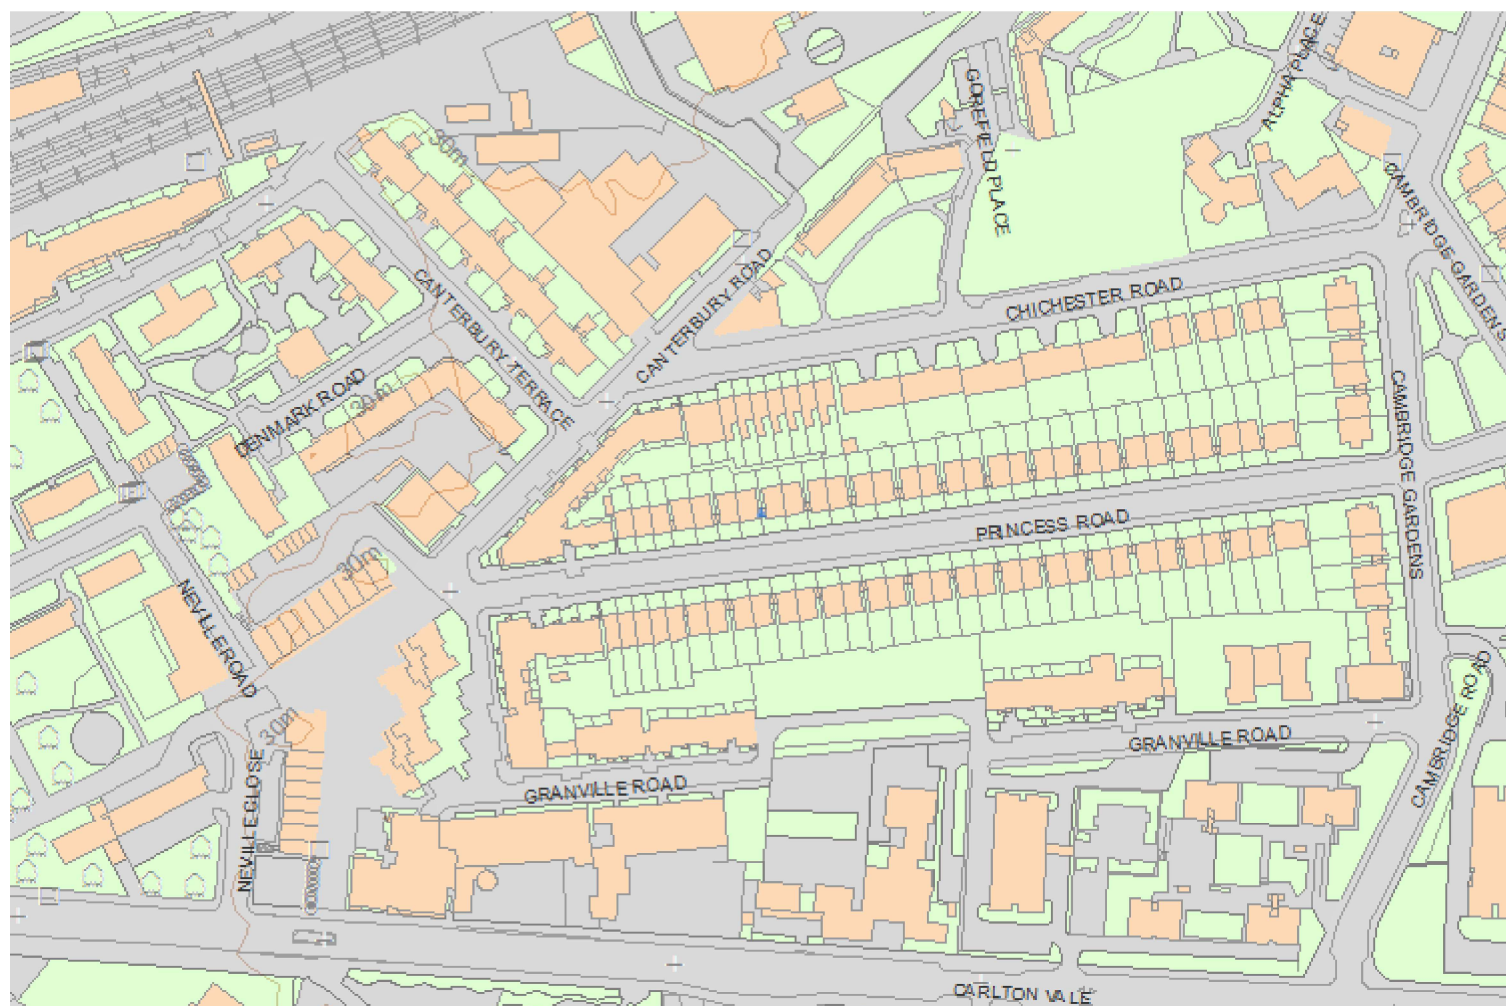 ALPHA PLACE
GOREFIELD PLACE
30m
CAMBRIDGE GARDENS
CANTERBURY ROAD
CANTERBURY TERRACE
CHICHESTER ROAD
DENMARK ROAD
30m
CAMBRIDGE GARDENS
PRINCESS ROAD
30m
NEVILLE ROAD
30m
CAMBRIDGE ROAD
GRANVILLE ROAD
GRANVILLE ROAD
NEVILLE CLOSE
CARLTON VALE